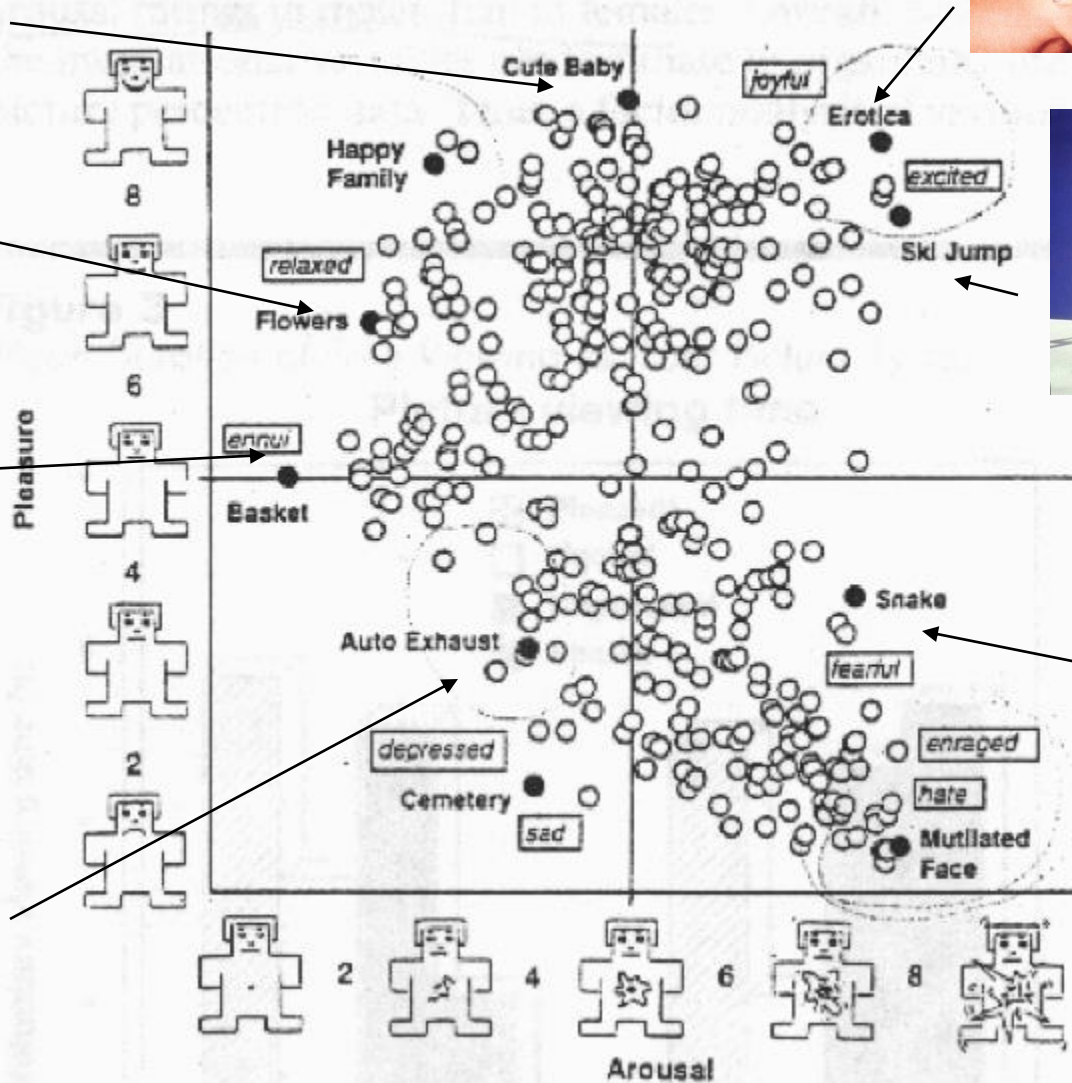 Cute Baby
joyful
Erotica
Happy
Family
8
excited
Ski Jump
relaxed
Flowers
6
Pleasure
ennui
Basket
4
Snake
Auto Exhaust
fearful
depressed
enraged
2
Cemetery
hate
sad
Mutilated
Face
2
4
6
8
Arousal